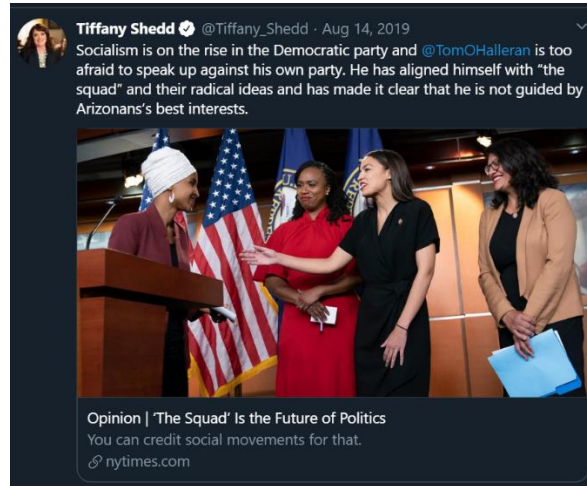 Tiffany Shedd @Tiffany_Shedd · Aug 14, 2019
Socialism is on the rise in the Democratic party and @TomOHalleran is too
afraid to speak up against his own party. He has aligned himself with “the
squad” and their radical ideas and has made it clear that he is not guided by
Arizonans’s best interests.
Opinion | ‘The Squad’ Is the Future of Politics
You can credit social movements for that.
nytimes.com